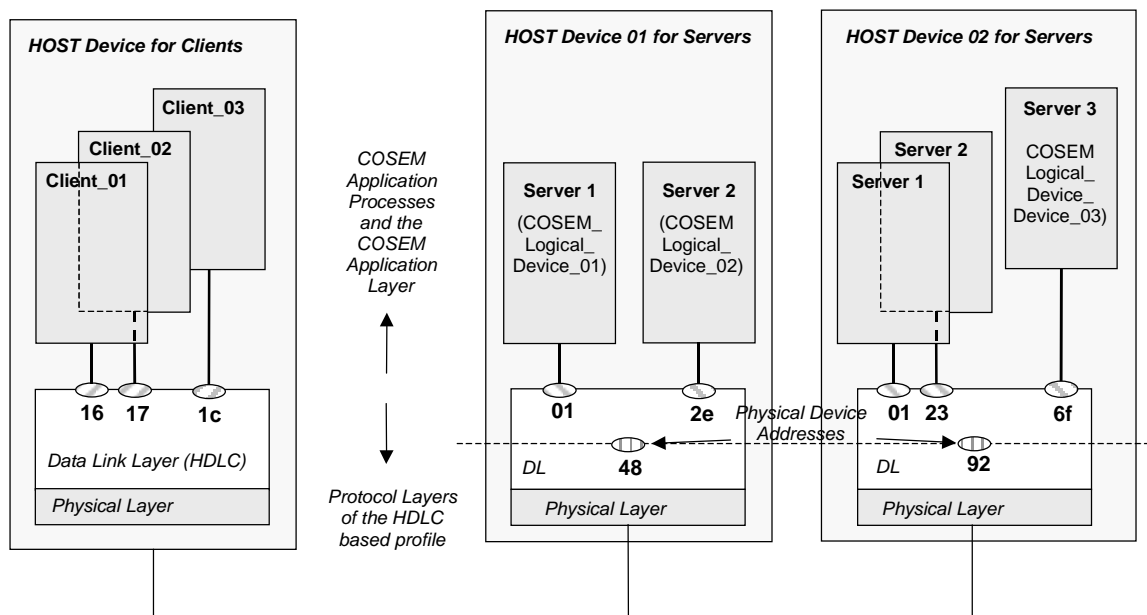 HOST Device for Clients
Client_03
Client_02
Client_01
16
17
1c
Data Link Layer (HDLC)
Physical Layer
COSEM
Application
Processes
and the
COSEM
Application
Layer
Protocol Layers
of the HDLC
based profile
HOST Device 01 for Servers
Server 1
(COSEM_
Logical_
Device_01)
Server 2
(COSEM
Logical_
Device_02)
01
2e
Physical Device
Addresses
48
DL
Physical Layer
HOST Device 02 for Servers
Server 3
COSEM
Logical_
Device_
Device_03)
Server 2
Server 1
01
23
6f
92
DL
Physical Layer